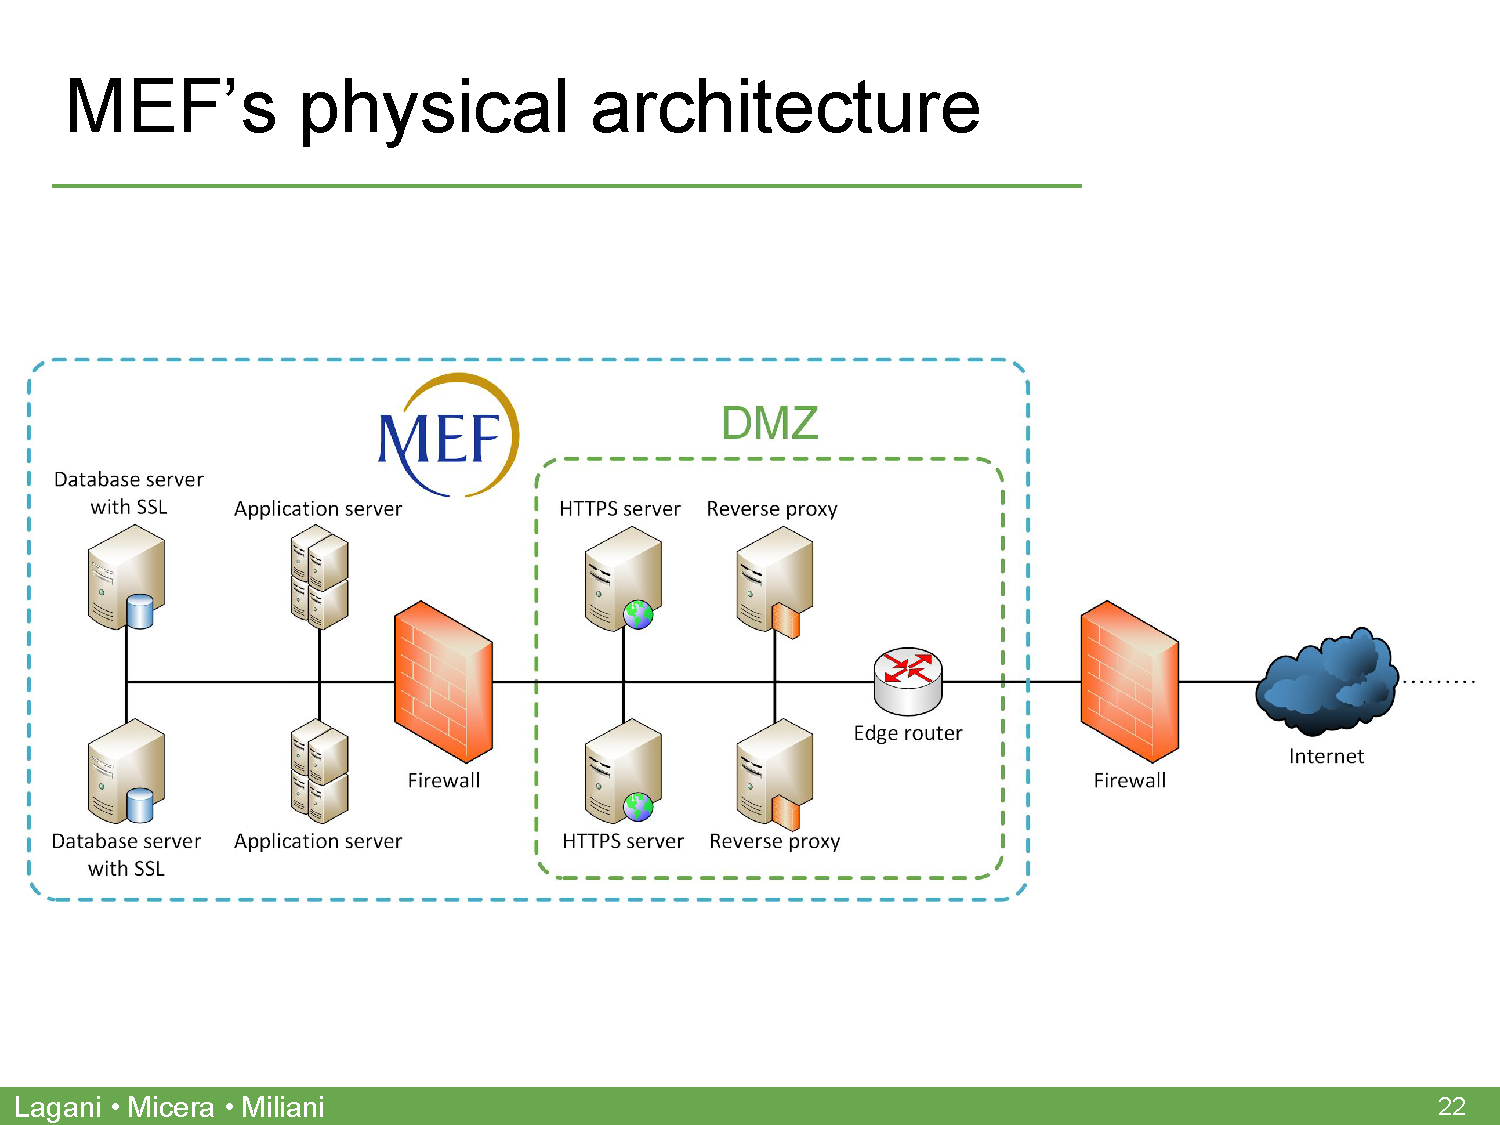 MEF’s physical architecture
MEF
DMZ
Database server
with SSL
Application server
HTTPS server
Reverse proxy
Edge router
Firewall
Firewall
Internet
Database server
with SSL
Application server
HTTPS server
Reverse proxy
Lagani • Micera • Miliani
22